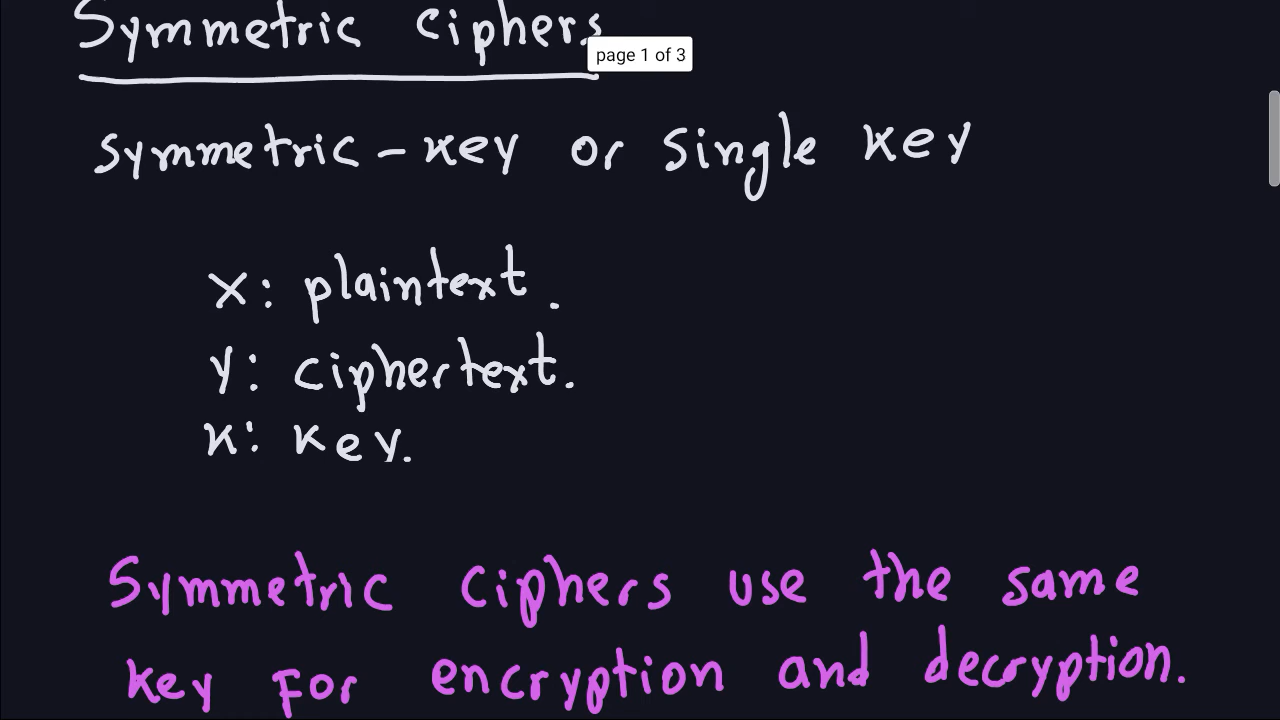 Symmetric Ciphers
page 1 of 3
symmetric-key or single key
x: plaintext.
y: ciphertext.
k: key.
Symmetric ciphers use the same
key for encryption and decryption.